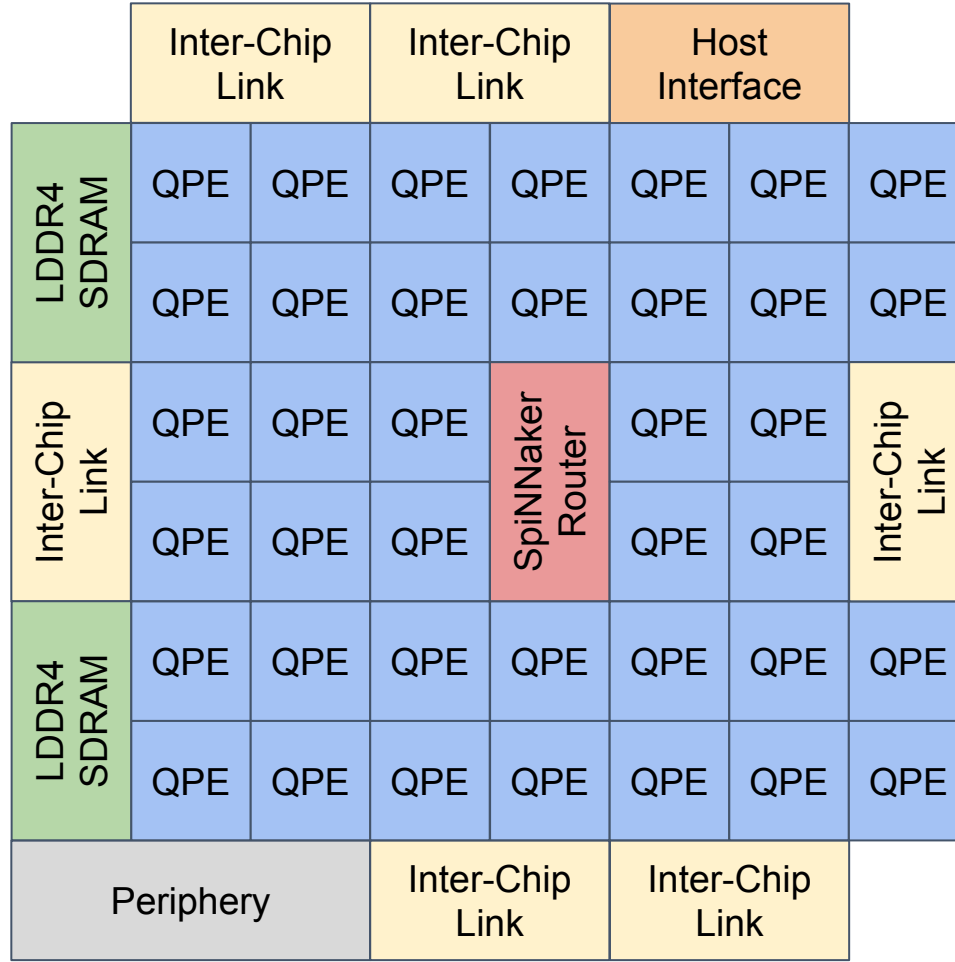 Inter-Chip
Link
Inter-Chip
Link
Host
Interface
LDDR4
SDRAM
QPE QPE QPE QPE QPE QPE QPE
QPE QPE QPE QPE QPE QPE QPE
Inter-Chip
Link
QPE QPE QPE
SpiNNaker
Router
QPE QPE
Inter-Chip
Link
QPE QPE QPE QPE QPE
LDDR4
SDRAM
QPE QPE QPE QPE QPE QPE QPE
QPE QPE QPE QPE QPE QPE QPE
Periphery
Inter-Chip
Link
Inter-Chip
Link